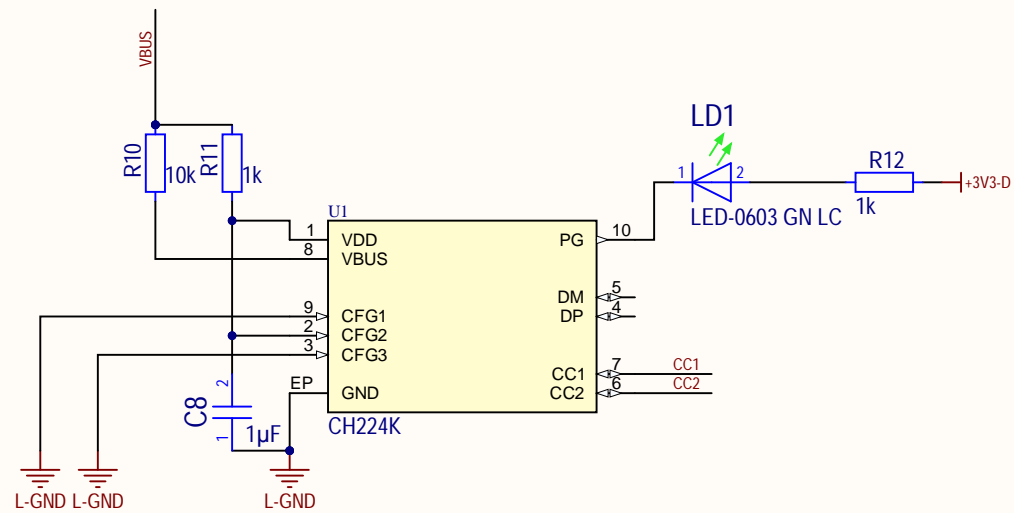 VBUS
R10
10k
R11
1k
LD1
1
2
LED-0603 GN LC
R12
1k
+3V3-D
U1
1
VDD
8
VBUS
9
CFG1
2
CFG2
3
CFG3
EP
GND
PG
10
DM
5
DP
4
CC1
7
CC1
CC2
6
CC2
CH224K
C8
2
1
1µF
L-GND
L-GND
L-GND